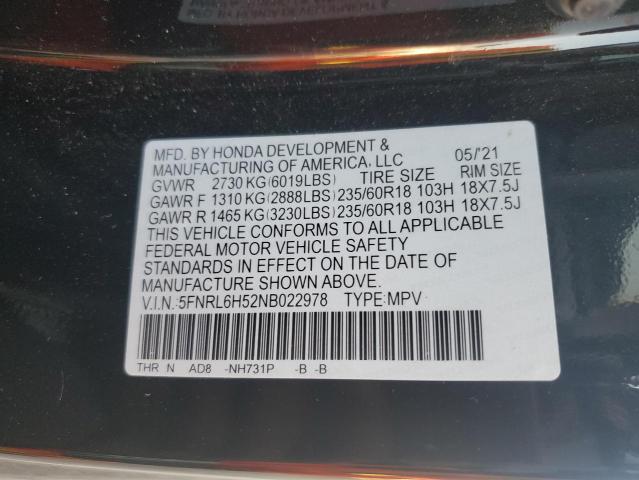 MFD. BY HONDA DEVELOPMENT &
MANUFACTURING OF AMERICA, LLC 05/'21
GVWR 2730 KG(6019LBS) TIRE SIZE RIM SIZE
GAWR F 1310 KG(2888LBS)235/60R18 103H 18X7.5J
GAWR R 1465 KG(3230LBS)235/60R18 103H 18X7.5J
THIS VEHICLE CONFORMS TO ALL APPLICABLE
FEDERAL MOTOR VEHICLE SAFETY
STANDARDS IN EFFECT ON THE DATE OF
MANUFACTURE SHOWN ABOVE.
V.I.N.:5FNRL6H52NB022978 TYPE:MPV
THR N AD8 -NH731P -B -B